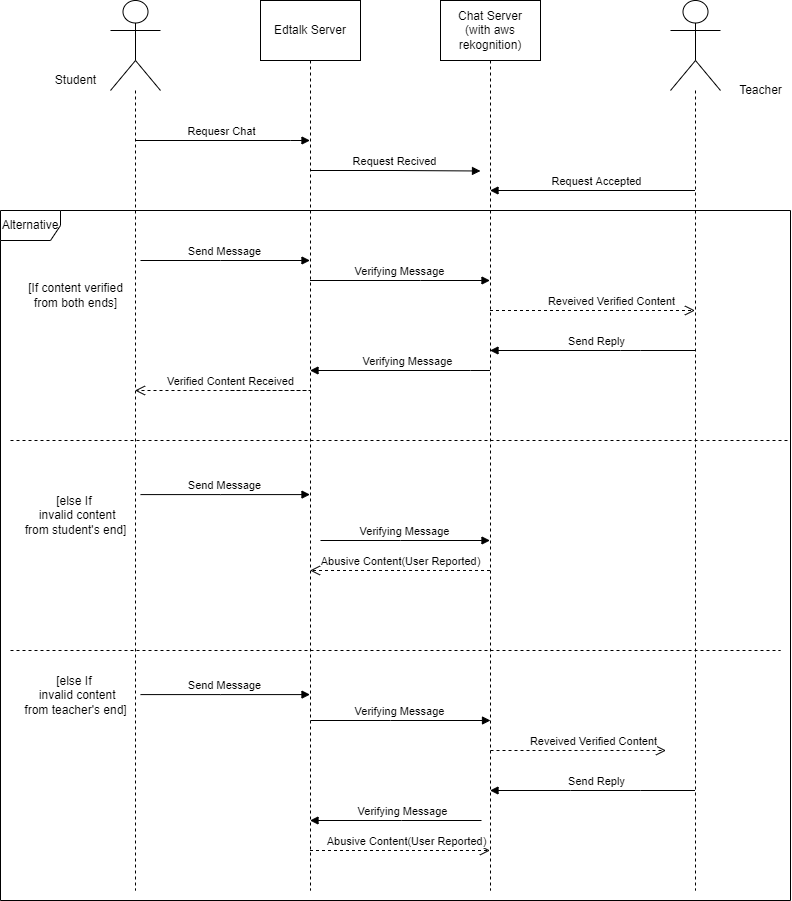 Student
Edtalk Server
Chat Server
(with aws
rekognition)
Teacher
Requesr Chat
Request Recived
Request Accepted
Alternative
Send Message
Verifying Message
[If content verified
from both ends]
Reveived Verified Content
Send Reply
Verifying Message
Verified Content Received
Send Message
[else If
invalid content
from student's end]
Verifying Message
Abusive Content(User Reported)
[else If
invalid content
from teacher's end]
Send Message
Verifying Message
Reveived Verified Content
Send Reply
Verifying Message
Abusive Content(User Reported)